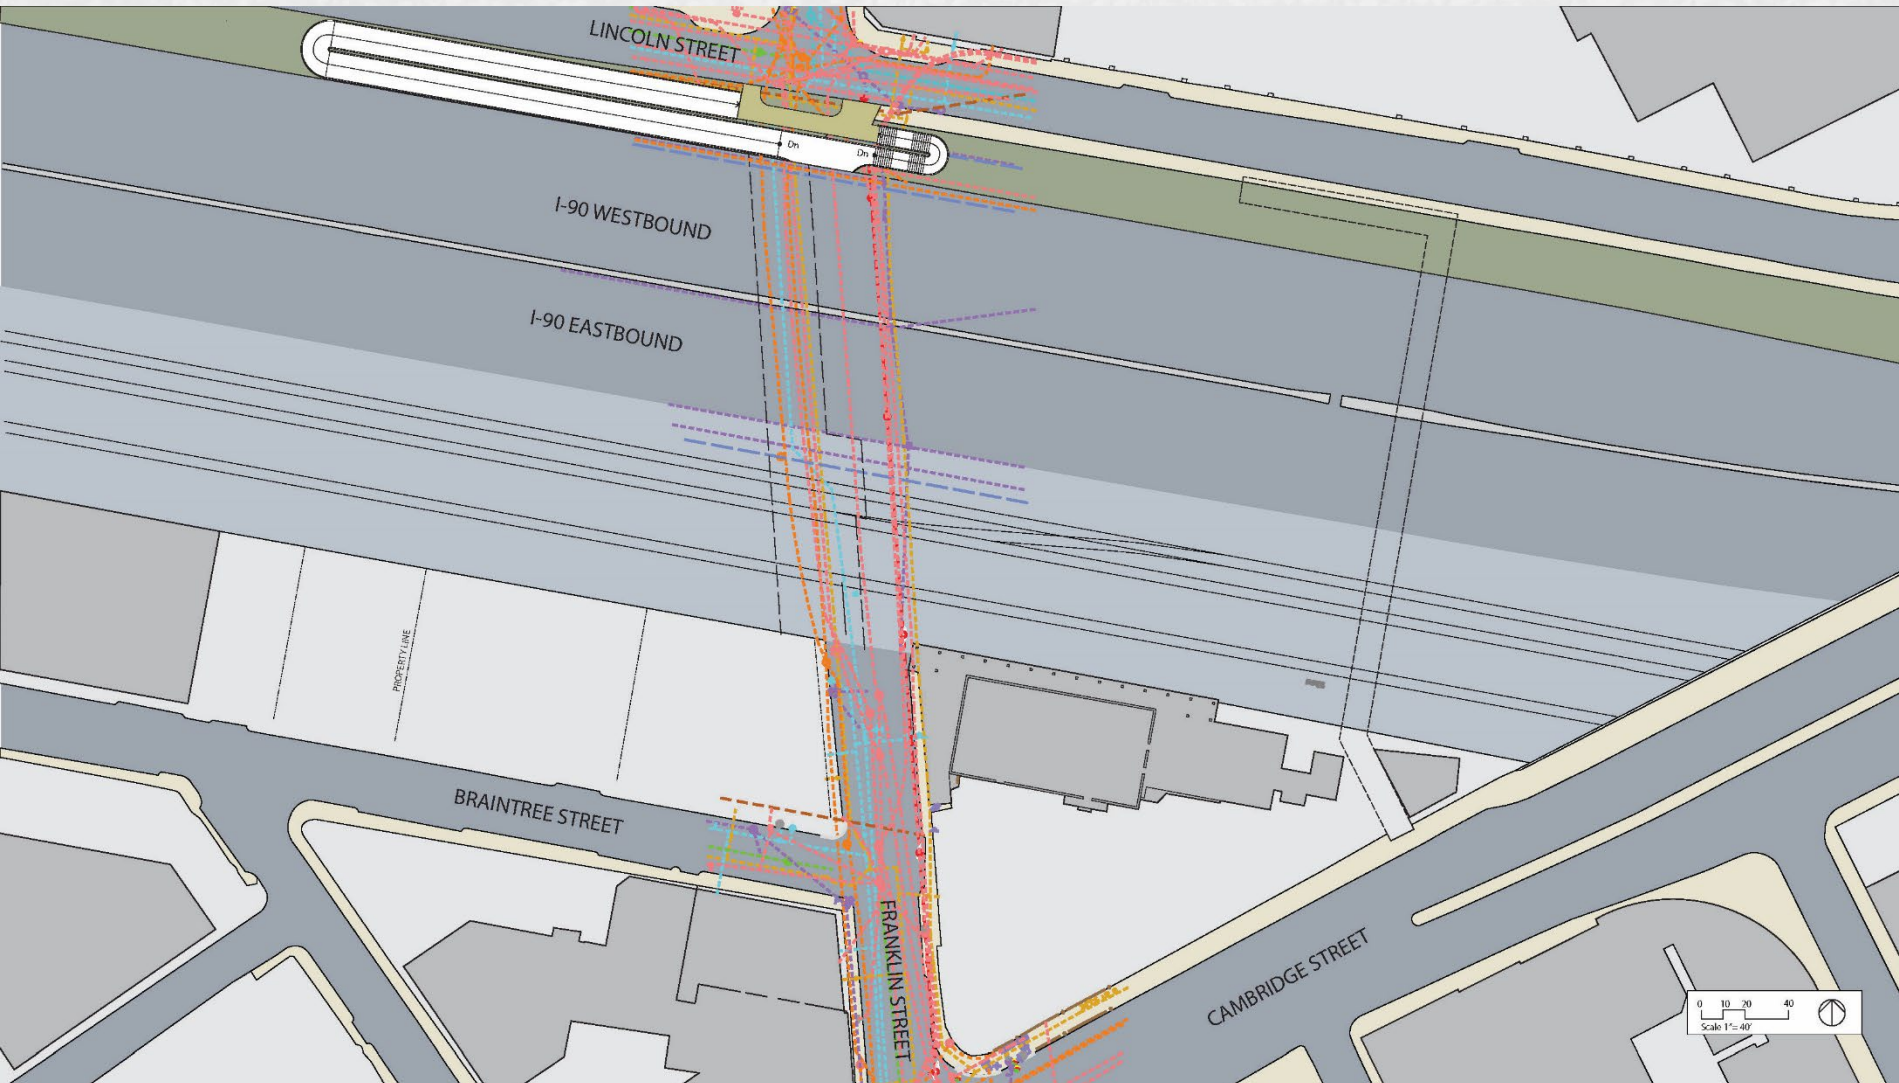 LINCOLN STREET
Dn
Dn
I-90 WESTBOUND
I-90 EASTBOUND
PROPERTY LINE
BRAINTREE STREET
FRANKLIN STREET
CAMBRIDGE STREET
0 10 20 40
Scale 1"= 40'